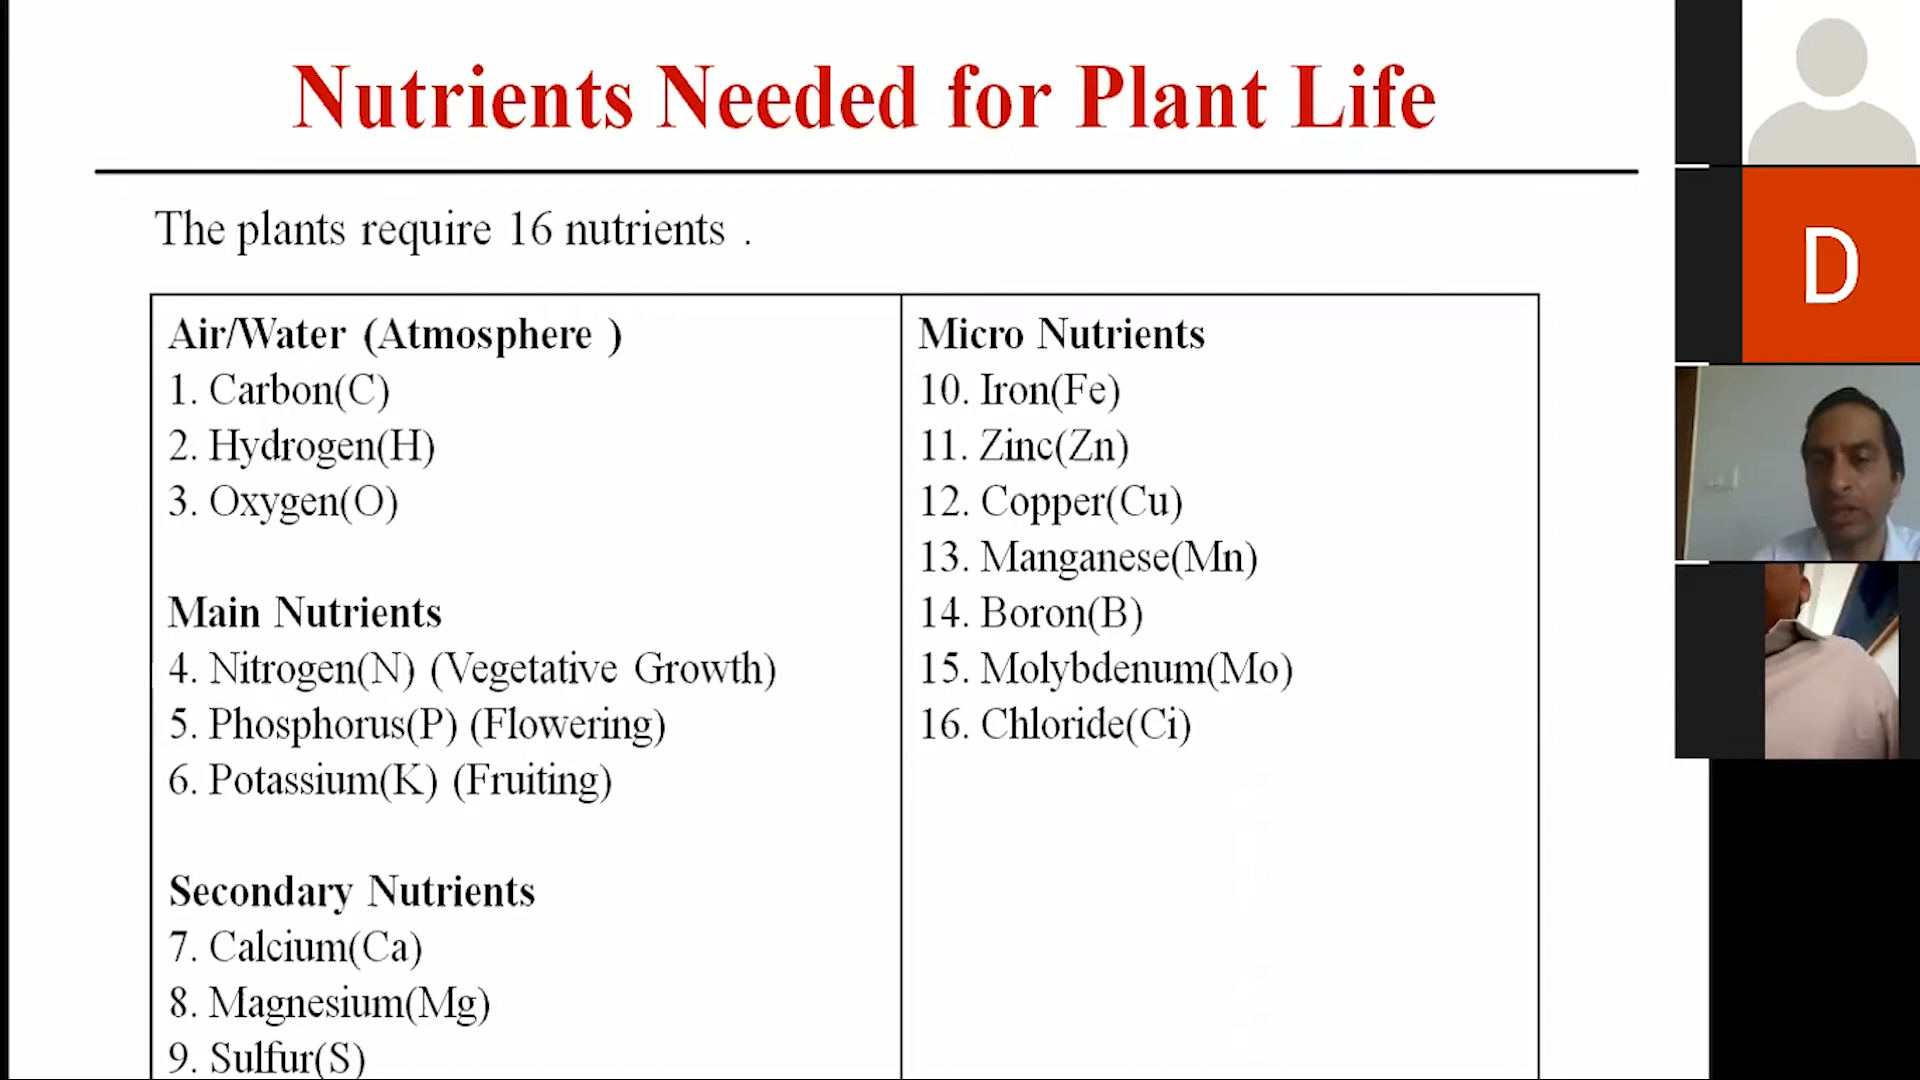 Nutrients Needed for Plant Life
The plants require 16 nutrients .
Air/Water (Atmosphere )
1. Carbon(C)
2. Hydrogen(H)
3. Oxygen(O)
Main Nutrients
4. Nitrogen(N) (Vegetative Growth)
5. Phosphorus(P) (Flowering)
6. Potassium(K) (Fruiting)
Secondary Nutrients
7. Calcium(Ca)
8. Magnesium(Mg)
9. Sulfur(S)
Micro Nutrients
10. Iron(Fe)
11. Zinc(Zn)
12. Copper(Cu)
13. Manganese(Mn)
14. Boron(B)
15. Molybdenum(Mo)
16. Chloride(Ci)
D